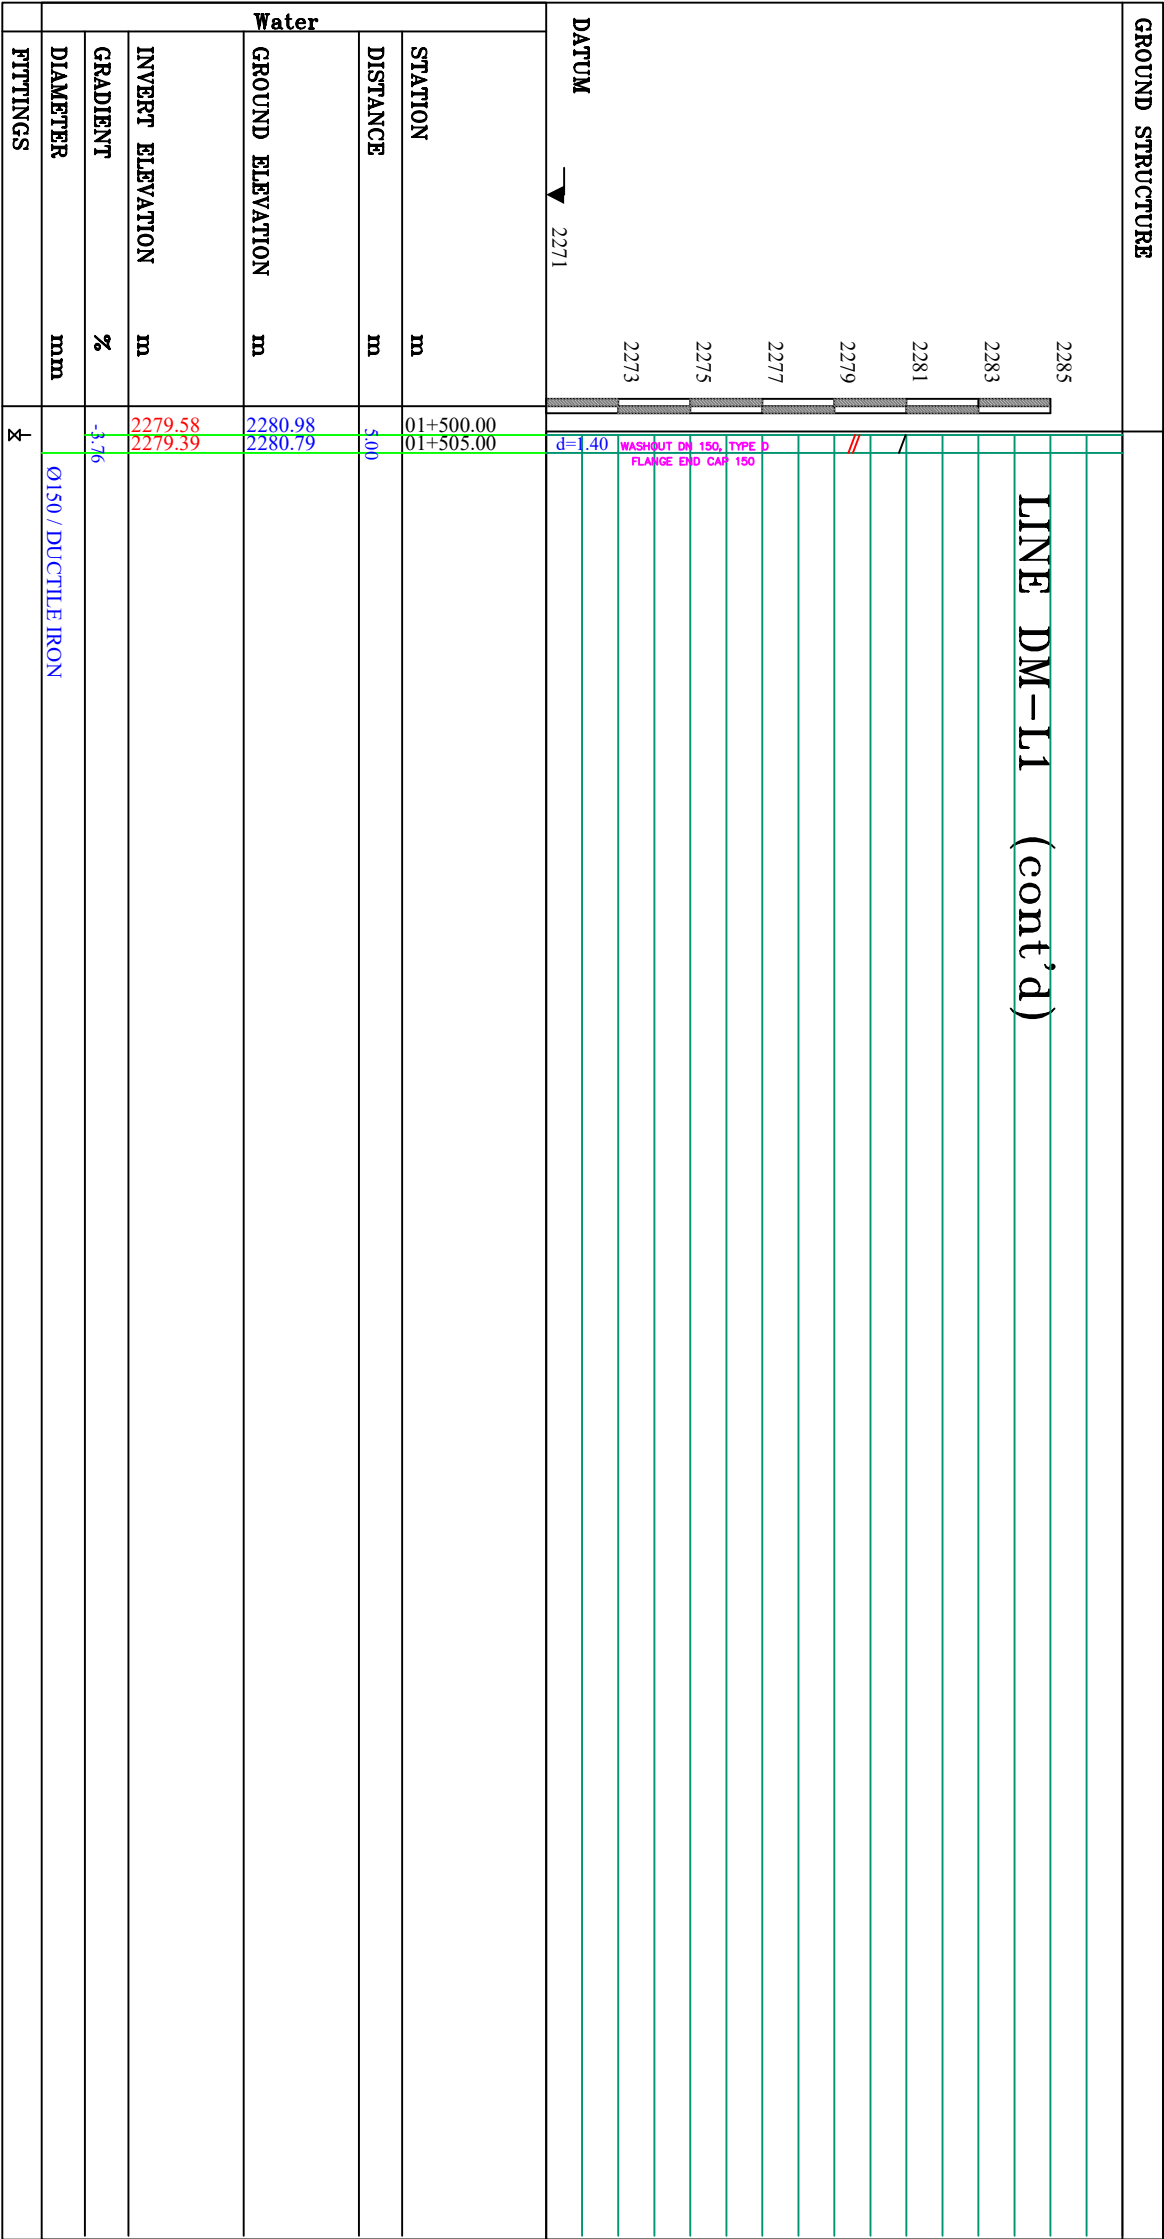 GROUND STRUCTURE
LINE DM-L1 (cont'd)
2285
2283
2281
2279
2277
2275
2273
DATUM
2271
d=1.40
WASHOUT DN 150, TYPE D
FLANGE END CAP 150
Water
STATION m
01+500.00
01+505.00
DISTANCE m
5.00
GROUND ELEVATION m
2280.98
2280.79
INVERT ELEVATION m
2279.58
2279.39
GRADIENT %
-3.76
DIAMETER mm
Ø150 / DUCTILE IRON
FITTINGS